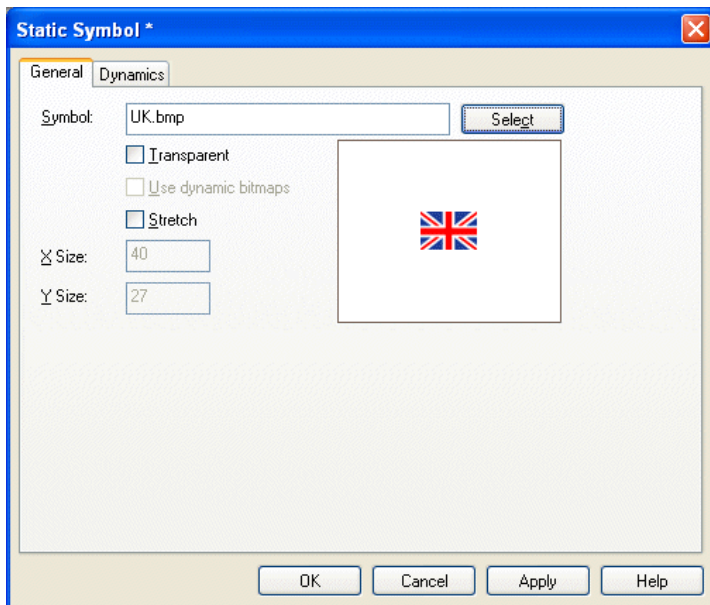 Static Symbol *
General Dynamics
Symbol: UK.bmp Select
Transparent
Use dynamic bitmaps
Stretch
X Size: 40
Y Size: 27
OK Cancel Apply Help